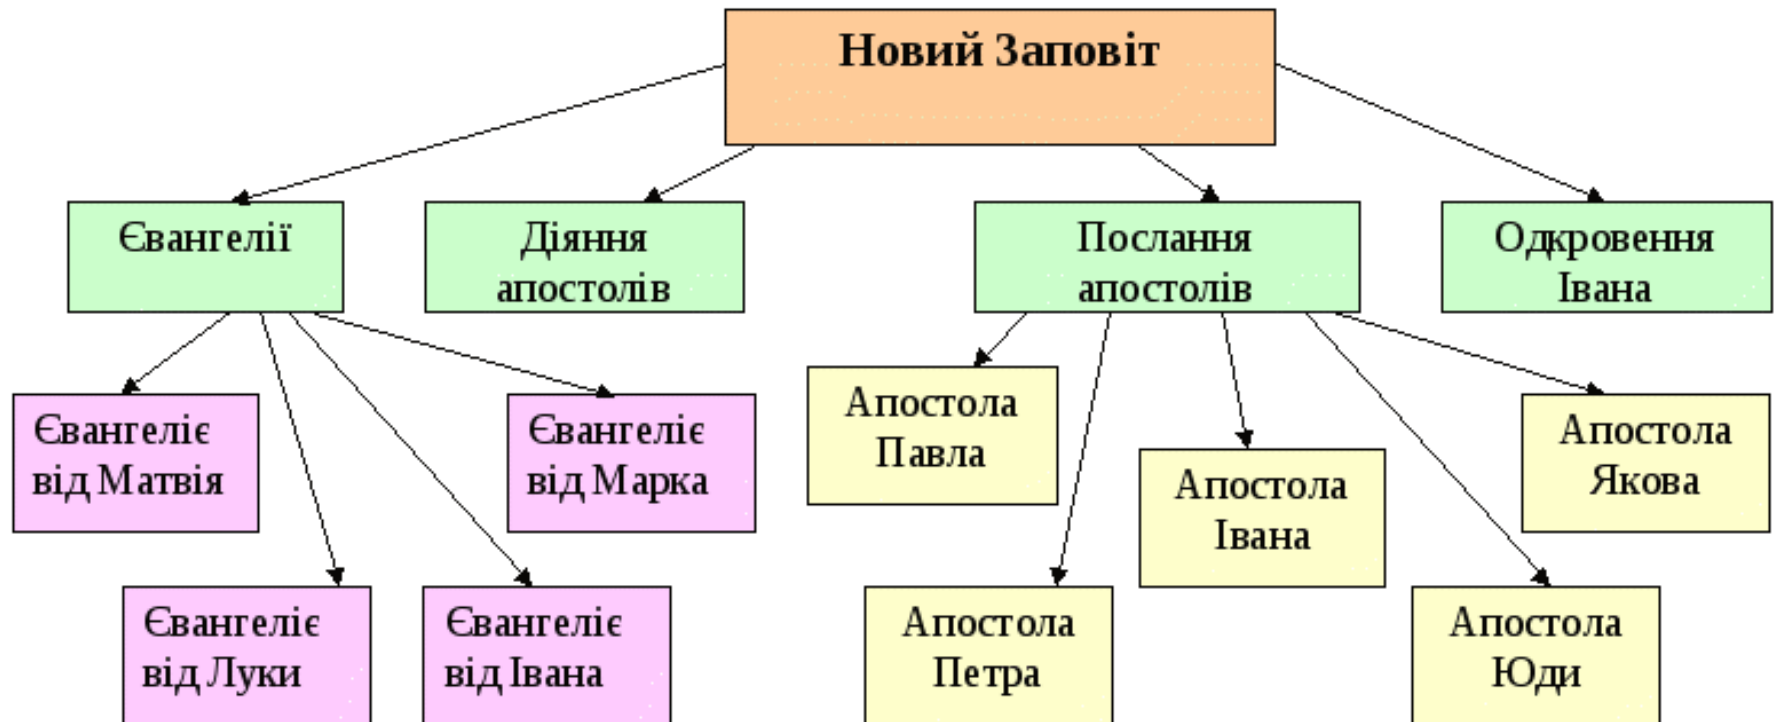 Новий Заповіт
Євангелії
Діяння
апостолів
Послання
апостолів
Одкровення
Івана
Євангеліє
від Матвія
Євангеліє
від Марка
Апостола
Павла
Апостола
Івана
Апостола
Якова
Євангеліє
від Луки
Євангеліє
від Івана
Апостола
Петра
Апостола
Юди